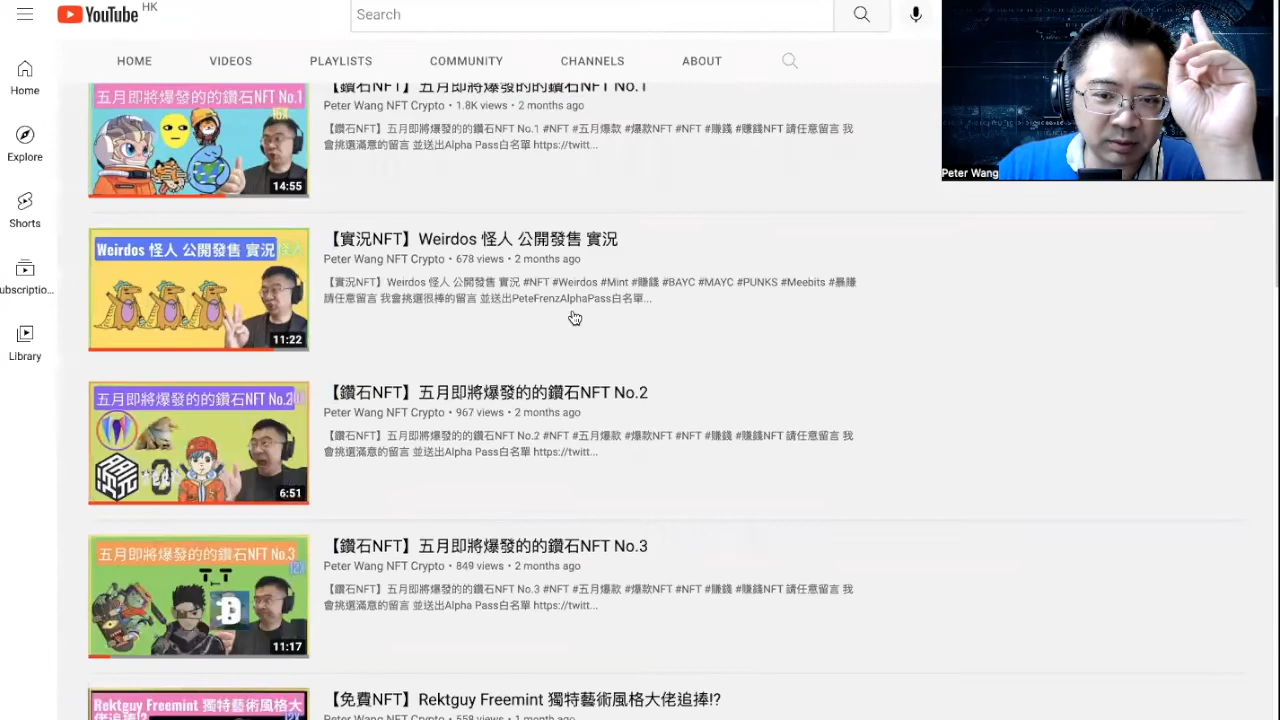 YouTube HK
Search
HOME
VIDEOS
PLAYLISTS
COMMUNITY
CHANNELS
ABOUT
Home
Explore
Shorts
ubscriptio...
Library
Peter Wang
五月即將爆發的鑽石NFT No.1
14:55
【鑽石NFT】五月即將爆發的的鑽石NFT No.1
Peter Wang NFT Crypto • 1.8K views • 2 months ago
【鑽石NFT】五月即將爆發的的鑽石NFT No.1 #NFT #五月爆款 #爆款NFT #NFT #賺錢 #賺錢NFT 請任意留言 我
會挑選滿意的留言 並送出Alpha Pass白名單 https://twitt...
Weirdos 怪人 公開發售 實況
11:22
【實況NFT】Weirdos 怪人 公開發售 實況
Peter Wang NFT Crypto • 678 views • 2 months ago
【實況NFT】Weirdos 怪人 公開發售 實況 #NFT #Weirdos #Mint #賺錢 #BAYC #MAYC #PUNKS #Meebits #暴賺
請任意留言 我會挑選很棒的留言 並送出PeteFrenzAlphaPass白名單...
五月即將爆發的的鑽石NFT No.2
6:51
【鑽石NFT】五月即將爆發的的鑽石NFT No.2
Peter Wang NFT Crypto • 967 views • 2 months ago
【鑽石NFT】五月即將爆發的的鑽石NFT No.2 #NFT #五月爆款 #爆款NFT #NFT #賺錢 #賺錢NFT 請任意留言 我
會挑選滿意的留言 並送出Alpha Pass白名單 https://twitt...
五月即將爆發的的鑽石NFT No.3
11:17
【鑽石NFT】五月即將爆發的的鑽石NFT No.3
Peter Wang NFT Crypto • 849 views • 2 months ago
【鑽石NFT】五月即將爆發的的鑽石NFT No.3 #NFT #五月爆款 #爆款NFT #NFT #賺錢 #賺錢NFT 請任意留言 我
會挑選滿意的留言 並送出Alpha Pass白名單 https://twitt...
Rektguy Freemint 獨特藝術風格大
佬追捧!?
【免費NFT】Rektguy Freemint 獨特藝術風格大佬追捧!?
Peter Wang NFT Crypto • 558 views • 1 month ago